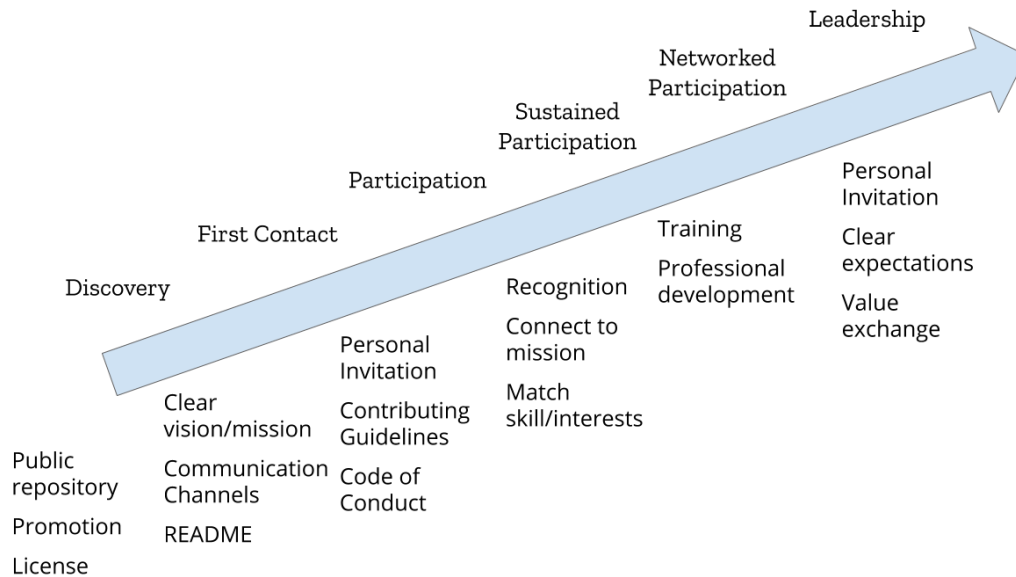 Leadership
Networked
Participation
Sustained
Participation
Participation
First Contact
Discovery
Public
repository
Promotion
License
Clear
vision/mission
Communication
Channels
README
Personal
Invitation
Contributing
Guidelines
Code of
Conduct
Recognition
Connect to
mission
Match
skill/interests
Training
Professional
development
Personal
Invitation
Clear
expectations
Value
exchange